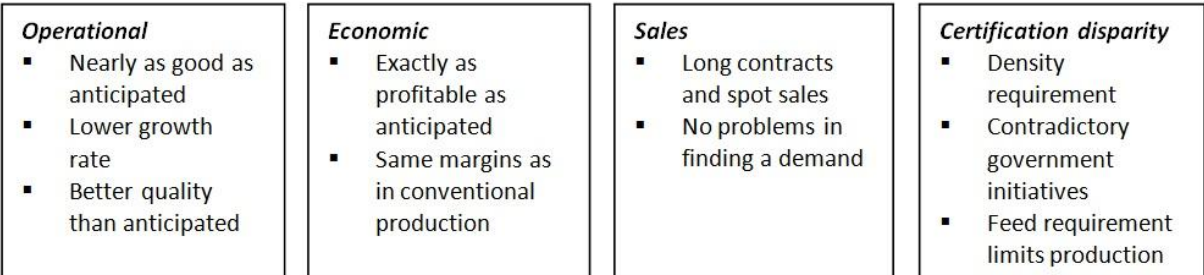 Operational
▪ Nearly as good as
anticipated
▪ Lower growth
rate
▪ Better quality
than anticipated
Economic
▪ Exactly as
profitable as
anticipated
▪ Same margins as
in conventional
production
Sales
▪ Long contracts
and spot sales
▪ No problems in
finding a demand
Certification disparity
▪ Density
requirement
▪ Contradictory
government
initiatives
▪ Feed requirement
limits production